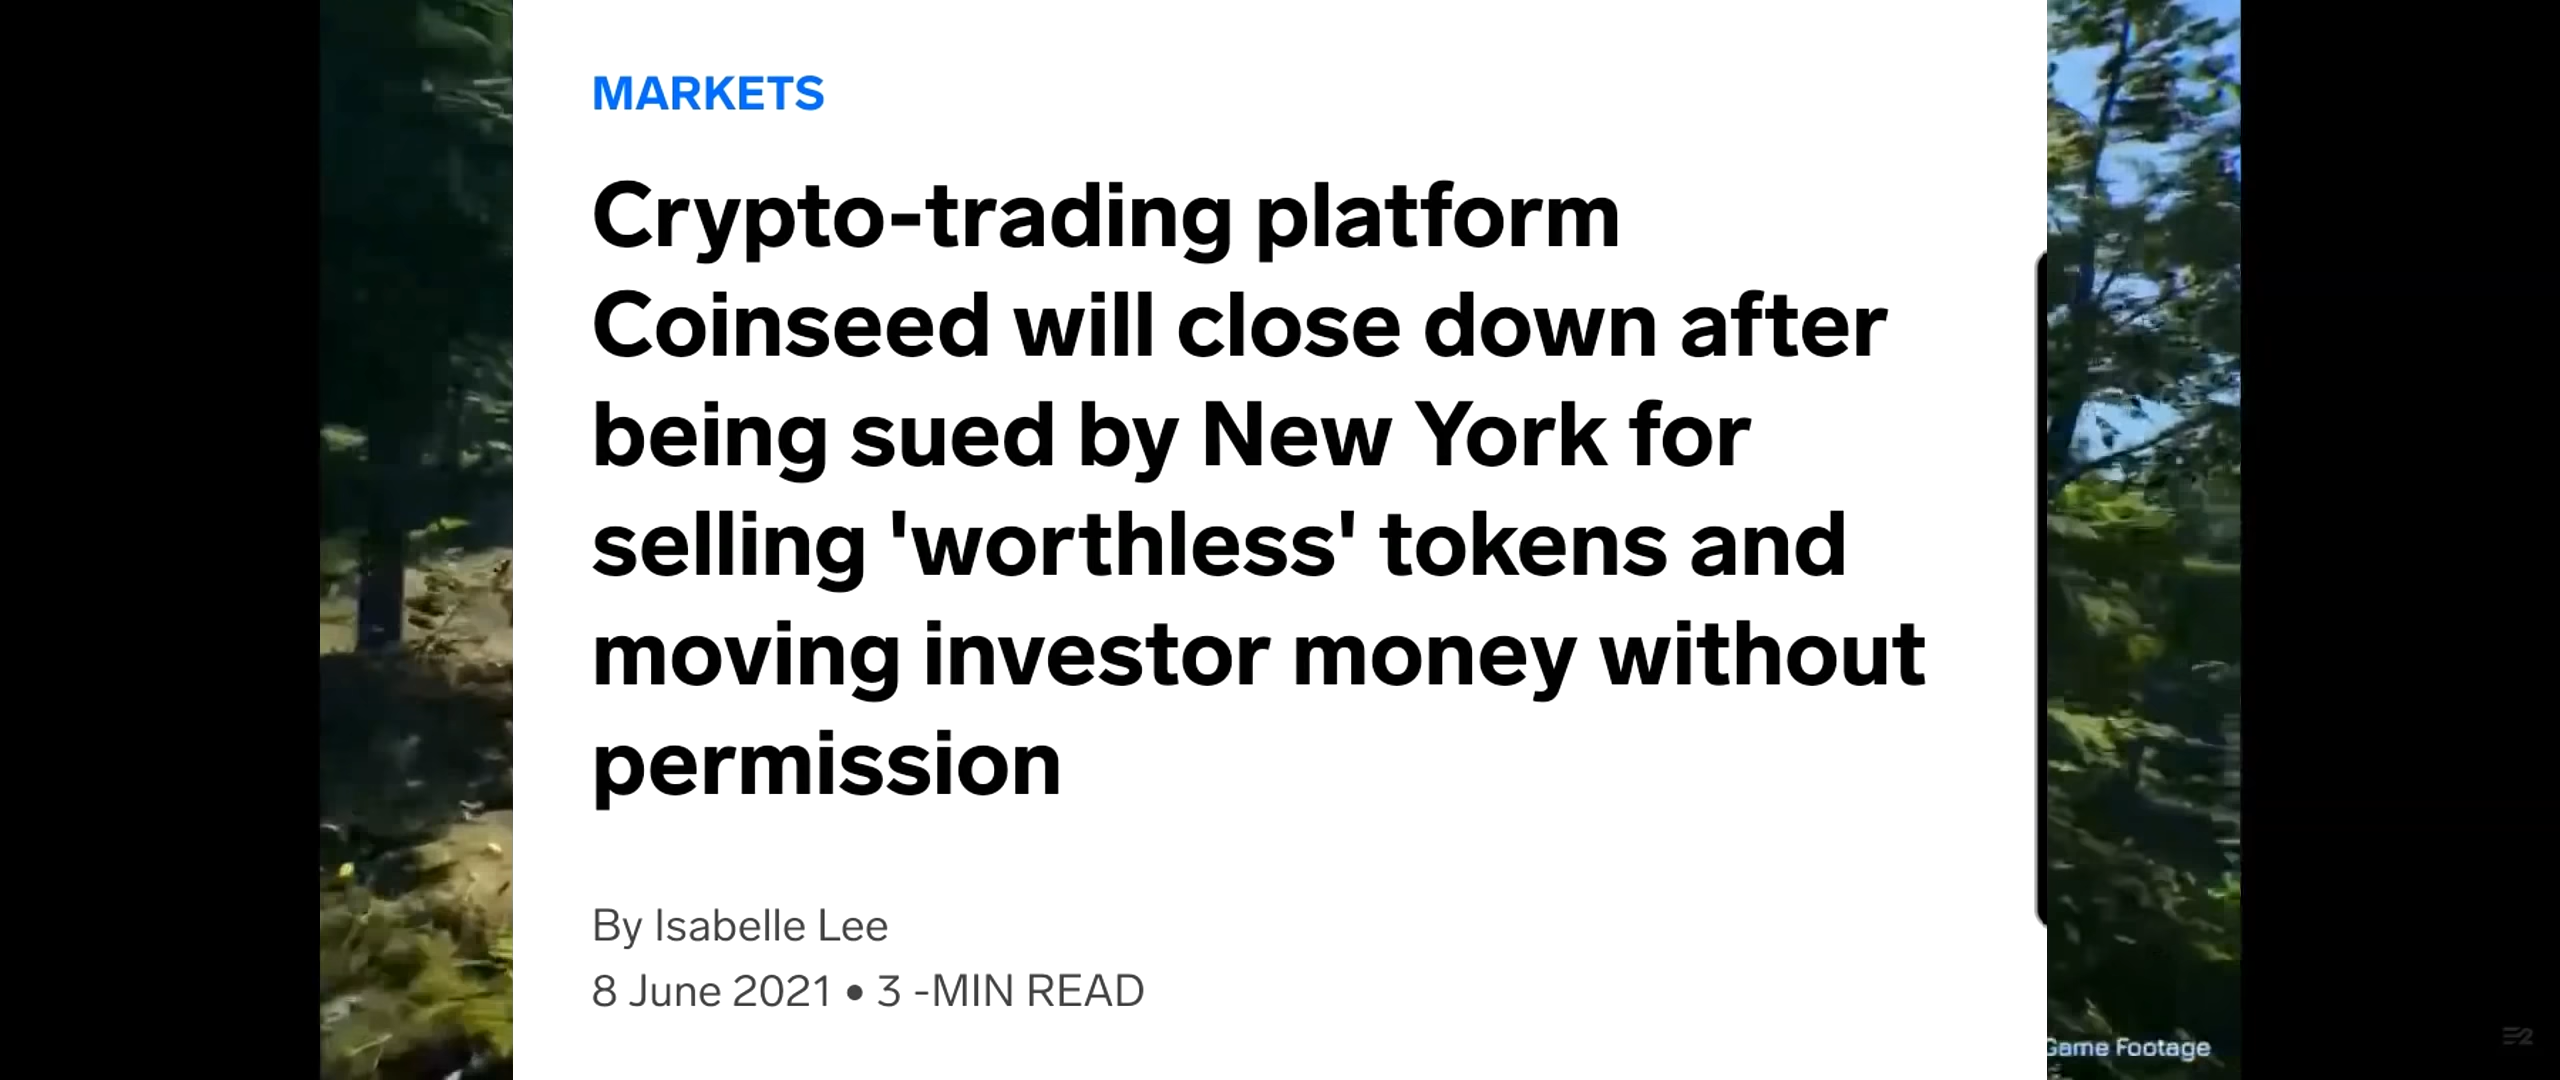 MARKETS
Crypto-trading platform
Coinseed will close down after
being sued by New York for
selling 'worthless' tokens and
moving investor money without
permission
By Isabelle Lee
8 June 2021 • 3 -MIN READ
Game Footage